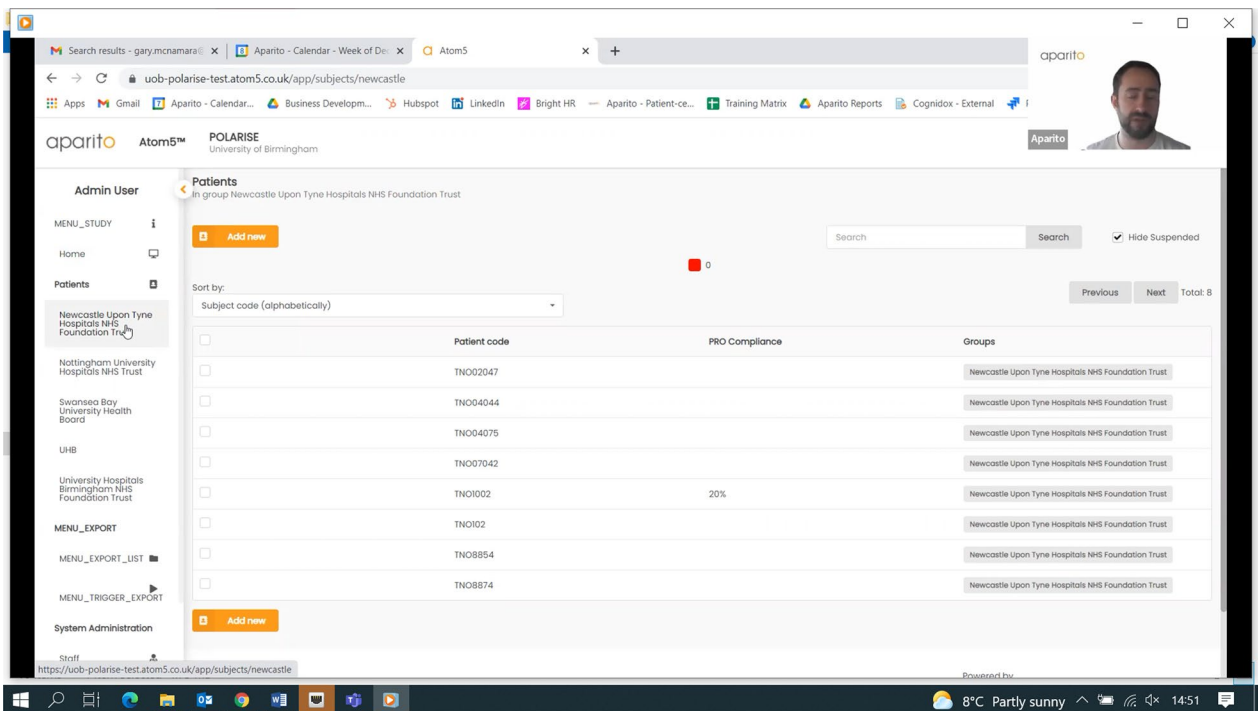 Search results - gary.mcnamara@
Aparito - Calendar - Week of Dec
Atom5
uob-polarise-test.atom5.co.uk/app/subjects/newcastle
Apps
Gmail
Aparito - Calendar...
Business Developm...
Hubspot
LinkedIn
Bright HR
Aparito - Patient-ce...
Training Matrix
Aparito Reports
Cognidox - External
aparito
Aparito
aparito
Atom5™
POLARISE
University of Birmingham
Admin User
MENU_STUDY
Home
Patients
Newcastle Upon Tyne
Hospitals NHS
Foundation Trust
Nottingham University
Hospitals NHS Trust
Swansea Bay
University Health
Board
UHB
University Hospitals
Birmingham NHS
Foundation Trust
MENU_EXPORT
MENU_EXPORT_LIST
MENU_TRIGGER_EXPORT
System Administration
Staff
Patients
In group Newcastle Upon Tyne Hospitals NHS Foundation Trust
Add new
Search
Search
Hide Suspended
0
Sort by:
Subject code (alphabetically)
Previous
Next
Total: 8
Patient code PRO Compliance Groups
TNO02047 Newcastle Upon Tyne Hospitals NHS Foundation Trust
TNO04044 Newcastle Upon Tyne Hospitals NHS Foundation Trust
TNO04075 Newcastle Upon Tyne Hospitals NHS Foundation Trust
TNO07042 Newcastle Upon Tyne Hospitals NHS Foundation Trust
TNO1002 20% Newcastle Upon Tyne Hospitals NHS Foundation Trust
TNO102 Newcastle Upon Tyne Hospitals NHS Foundation Trust
TNO8854 Newcastle Upon Tyne Hospitals NHS Foundation Trust
TNO8874 Newcastle Upon Tyne Hospitals NHS Foundation Trust
Add new
Powered by
https://uob-polarise-test.atom5.co.uk/app/subjects/newcastle
8°C Partly sunny
14:51